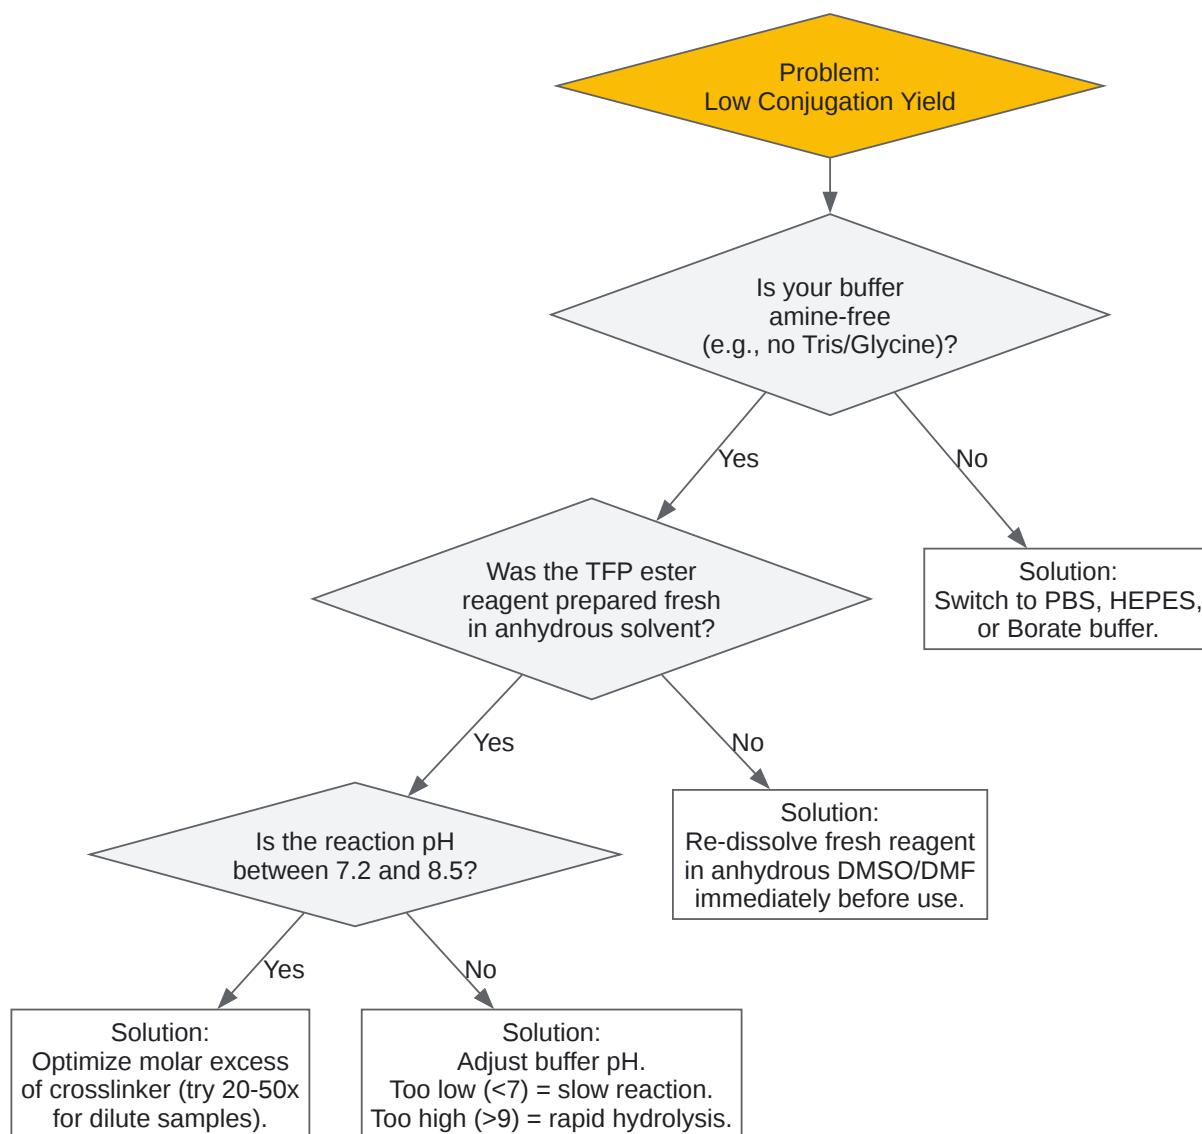 Problem:
Low Conjugation Yield
Is your buffer
amine-free
(e.g., no Tris/Glycine)?
Yes
No
Was the TFP ester
reagent prepared fresh
in anhydrous solvent?
Solution:
Switch to PBS, HEPES,
or Borate buffer.
Yes
No
Is the reaction pH
between 7.2 and 8.5?
Solution:
Re-dissolve fresh reagent
in anhydrous DMSO/DMF
immediately before use.
Yes
No
Solution:
Optimize molar excess
of crosslinker (try 20-50x
for dilute samples).
Solution:
Adjust buffer pH.
Too low (<7) = slow reaction.
Too high (>9) = rapid hydrolysis.